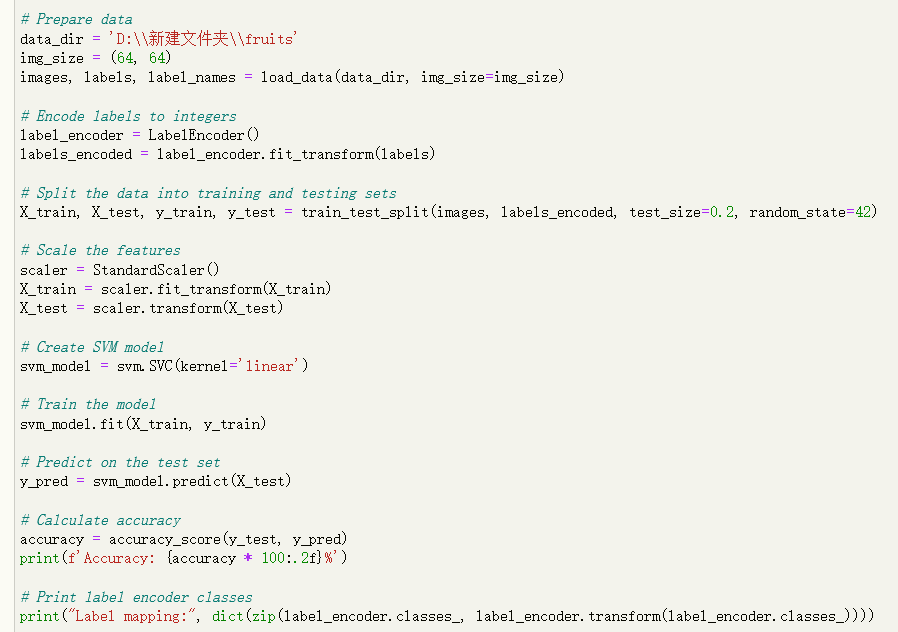 # Prepare data
data_dir = 'D:\\新建文件夹\\fruits'
img_size = (64, 64)
images, labels, label_names = load_data(data_dir, img_size=img_size)
# Encode labels to integers
label_encoder = LabelEncoder()
labels_encoded = label_encoder.fit_transform(labels)
# Split the data into training and testing sets
X_train, X_test, y_train, y_test = train_test_split(images, labels_encoded, test_size=0.2, random_state=42)
# Scale the features
scaler = StandardScaler()
X_train = scaler.fit_transform(X_train)
X_test = scaler.transform(X_test)
# Create SVM model
svm_model = svm.SVC(kernel='linear')
# Train the model
svm_model.fit(X_train, y_train)
# Predict on the test set
y_pred = svm_model.predict(X_test)
# Calculate accuracy
accuracy = accuracy_score(y_test, y_pred)
print(f'Accuracy: {accuracy * 100:.2f}%')
# Print label encoder classes
print("Label mapping:", dict(zip(label_encoder.classes_, label_encoder.transform(label_encoder.classes_))))